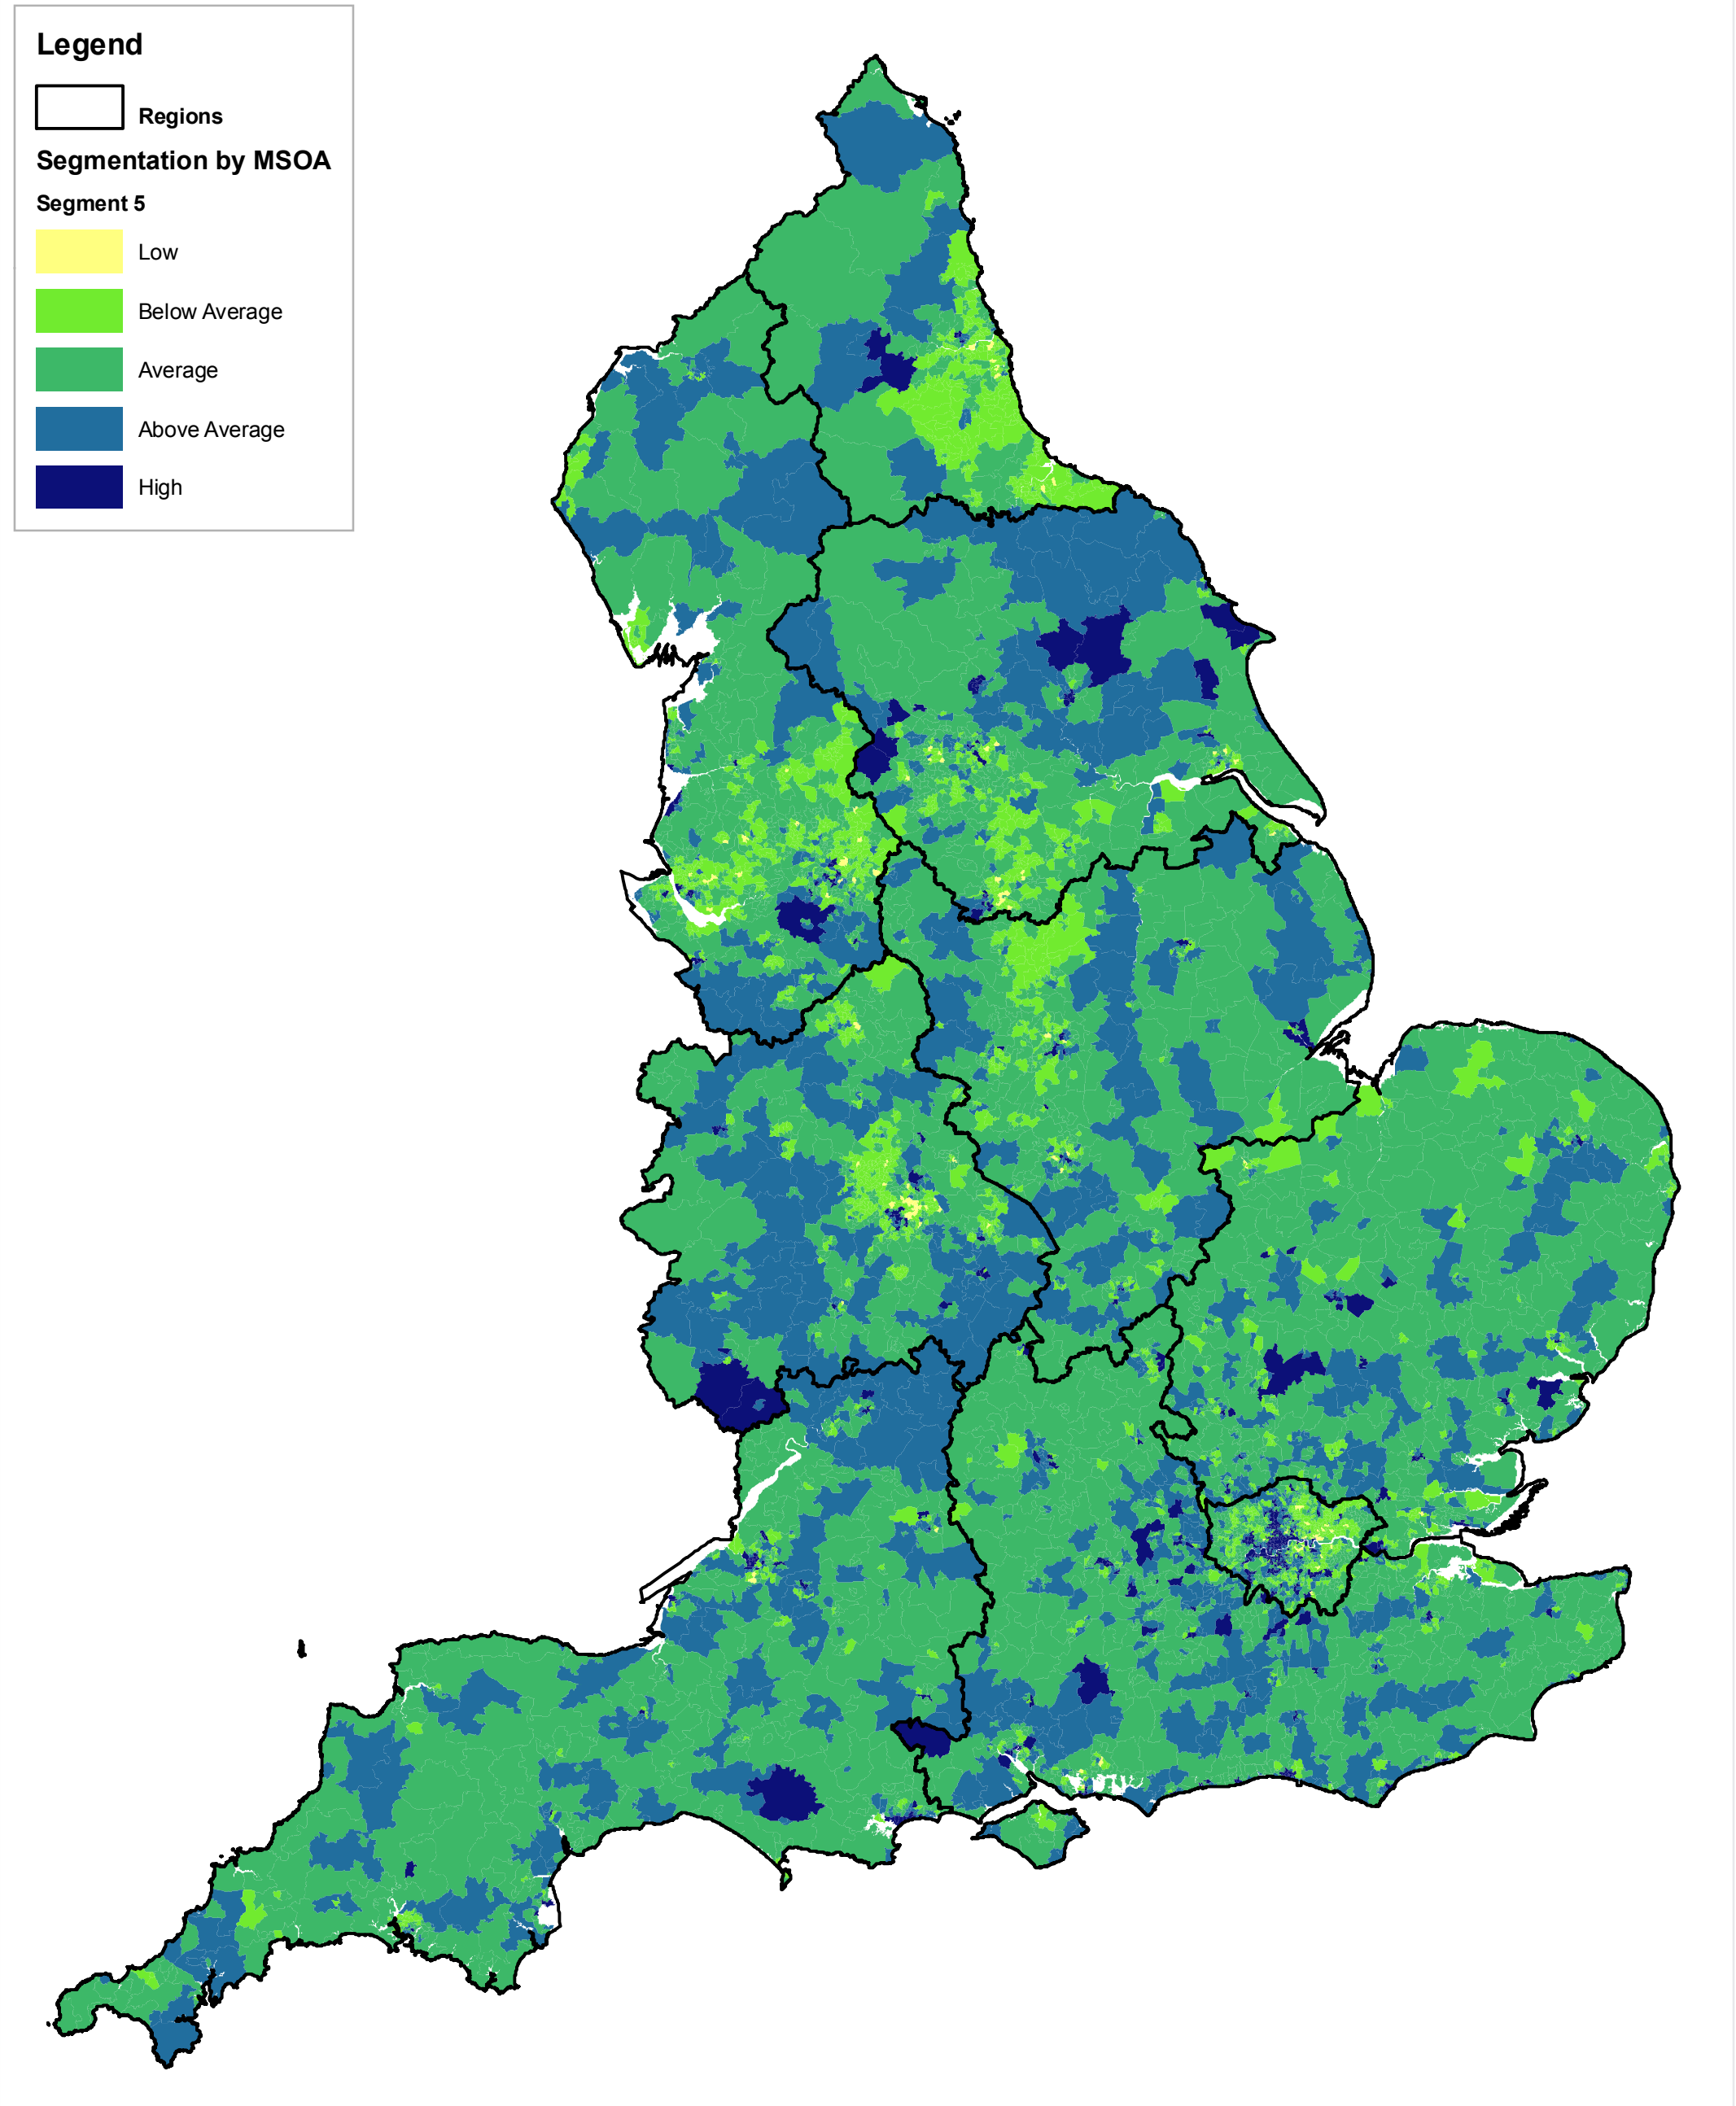 Legend
Regions
Segmentation by MSOA
Segment 5
Low
Below Average
Average
Above Average
High